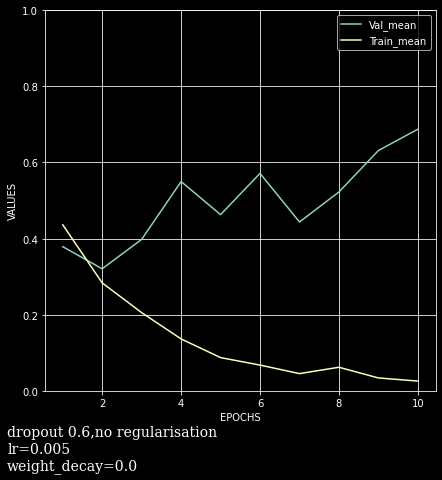 1.0
0.8
0.6
0.4
0.2
0.0
VALUES
Val_mean
Train_mean
2
4
6
8
10
EPOCHS
dropout 0.6,no regularisation
lr=0.005
weight_decay=0.0